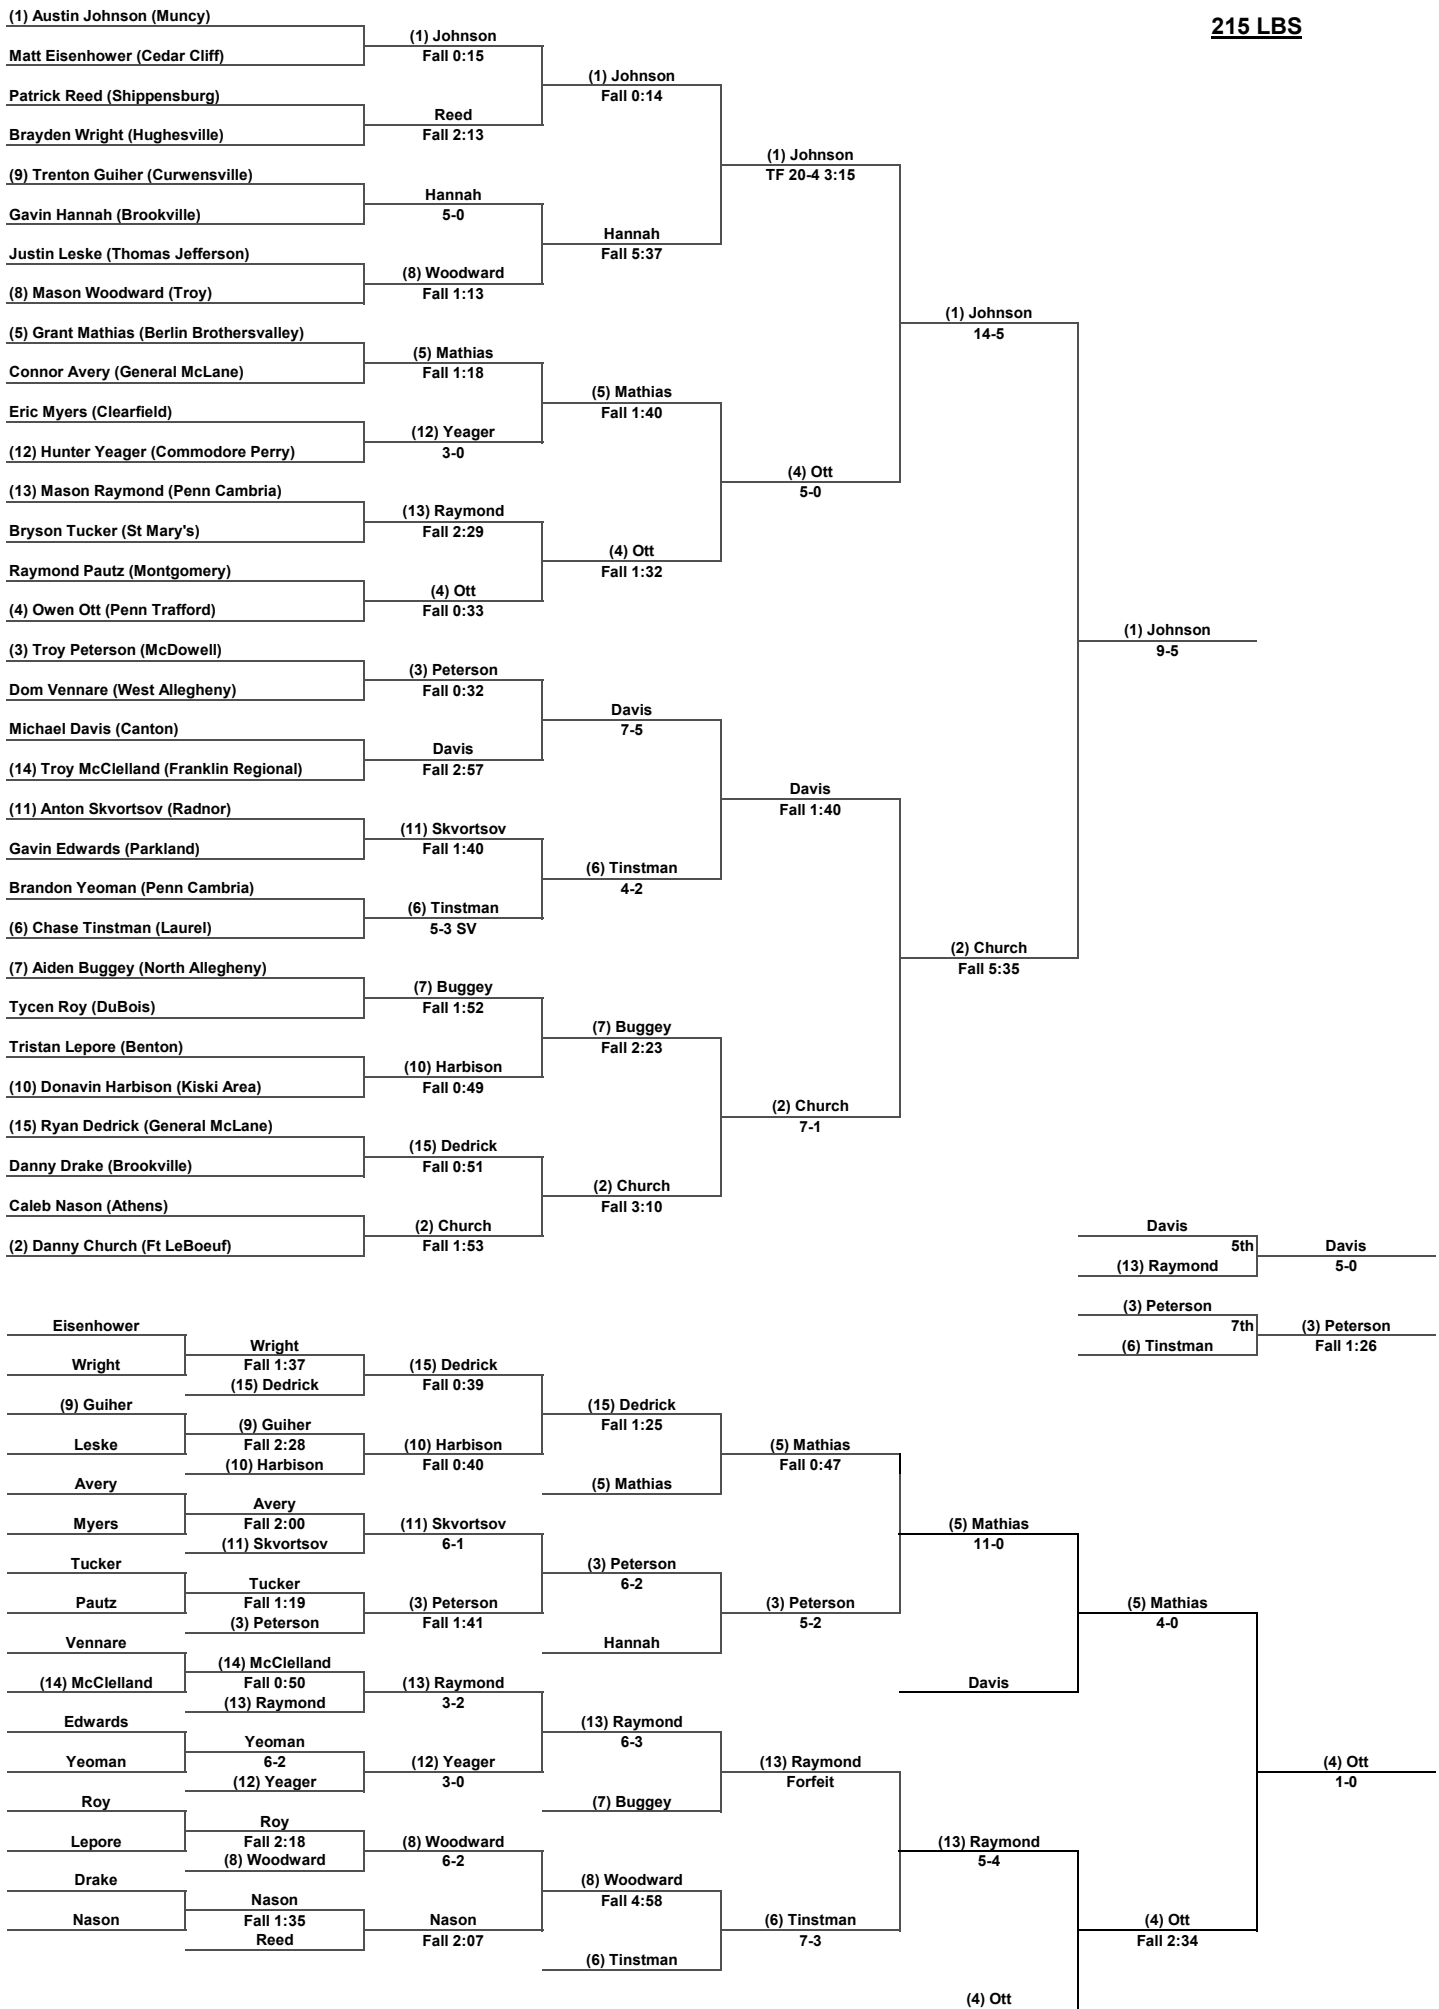 215 LBS
(1) Austin Johnson (Muncy)
Matt Eisenhower (Cedar Cliff)
Patrick Reed (Shippensburg)
Brayden Wright (Hughesville)
(9) Trenton Guiher (Curwensville)
Gavin Hannah (Brookville)
Justin Leske (Thomas Jefferson)
(8) Mason Woodward (Troy)
(5) Grant Mathias (Berlin Brothersvalley)
Connor Avery (General McLane)
Eric Myers (Clearfield)
(12) Hunter Yeager (Commodore Perry)
(13) Mason Raymond (Penn Cambria)
Bryson Tucker (St Mary's)
Raymond Pautz (Montgomery)
(4) Owen Ott (Penn Trafford)
(3) Troy Peterson (McDowell)
Dom Vennare (West Allegheny)
Michael Davis (Canton)
(14) Troy McClelland (Franklin Regional)
(11) Anton Skvortsov (Radnor)
Gavin Edwards (Parkland)
Brandon Yeoman (Penn Cambria)
(6) Chase Tinstman (Laurel)
(7) Aiden Buggey (North Allegheny)
Tycen Roy (DuBois)
Tristan Lepore (Benton)
(10) Donavin Harbison (Kiski Area)
(15) Ryan Dedrick (General McLane)
Danny Drake (Brookville)
Caleb Nason (Athens)
(2) Danny Church (Ft LeBoeuf)
(1) Johnson
Fall 0:15
Reed
Fall 2:13
Hannah
5-0
(8) Woodward
Fall 1:13
(5) Mathias
Fall 1:18
(12) Yeager
3-0
(13) Raymond
Fall 2:29
(4) Ott
Fall 0:33
(3) Peterson
Fall 0:32
Davis
Fall 2:57
(11) Skvortsov
Fall 1:40
(6) Tinstman
5-3 SV
(7) Buggey
Fall 1:52
(10) Harbison
Fall 0:49
(15) Dedrick
Fall 0:51
(2) Church
Fall 1:53
(1) Johnson
Fall 0:14
Hannah
Fall 5:37
(5) Mathias
Fall 1:40
(4) Ott
Fall 1:32
Davis
7-5
(6) Tinstman
4-2
(7) Buggey
Fall 2:23
(2) Church
Fall 3:10
(1) Johnson
TF 20-4 3:15
(4) Ott
5-0
Davis
Fall 1:40
(2) Church
7-1
(1) Johnson
14-5
(2) Church
Fall 5:35
(1) Johnson
9-5
Davis
5th
(13) Raymond
Davis
5-0
(3) Peterson
7th
(6) Tinstman
(3) Peterson
Fall 1:26
Eisenhower
Wright
(9) Guiher
Leske
Avery
Myers
Tucker
Pautz
Vennare
(14) McClelland
Edwards
Yeoman
Roy
Lepore
Drake
Nason
Wright
Fall 1:37
(15) Dedrick
(9) Guiher
Fall 2:28
(10) Harbison
Avery
Fall 2:00
(11) Skvortsov
Tucker
Fall 1:19
(3) Peterson
(14) McClelland
Fall 0:50
(13) Raymond
Yeoman
6-2
(12) Yeager
Roy
Fall 2:18
(8) Woodward
Nason
Fall 1:35
Reed
(15) Dedrick
Fall 0:39
(10) Harbison
Fall 0:40
(11) Skvortsov
6-1
(3) Peterson
Fall 1:41
(13) Raymond
3-2
(12) Yeager
3-0
(8) Woodward
6-2
Nason
Fall 2:07
(15) Dedrick
Fall 1:25
(5) Mathias
(3) Peterson
6-2
Hannah
(13) Raymond
6-3
(7) Buggey
(8) Woodward
Fall 4:58
(6) Tinstman
(5) Mathias
Fall 0:47
(3) Peterson
5-2
(13) Raymond
Forfeit
(6) Tinstman
7-3
(5) Mathias
11-0
Davis
(13) Raymond
5-4
(4) Ott
(5) Mathias
4-0
(4) Ott
Fall 2:34
(4) Ott
1-0